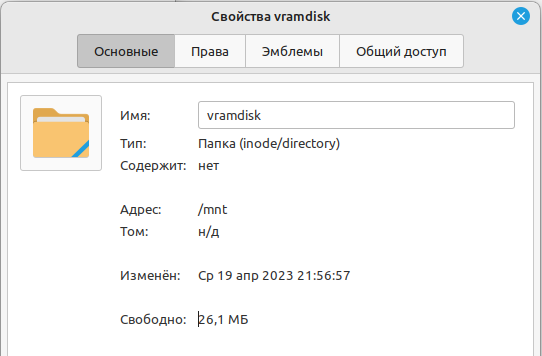 Свойства vramdisk
Основные Права Эмблемы Общий доступ
Имя: vramdisk
Тип: Папка (inode/directory)
Содержит: нет
Адрес: /mnt
Том: н/д
Изменён: Ср 19 апр 2023 21:56:57
Свободно: 26,1 МБ